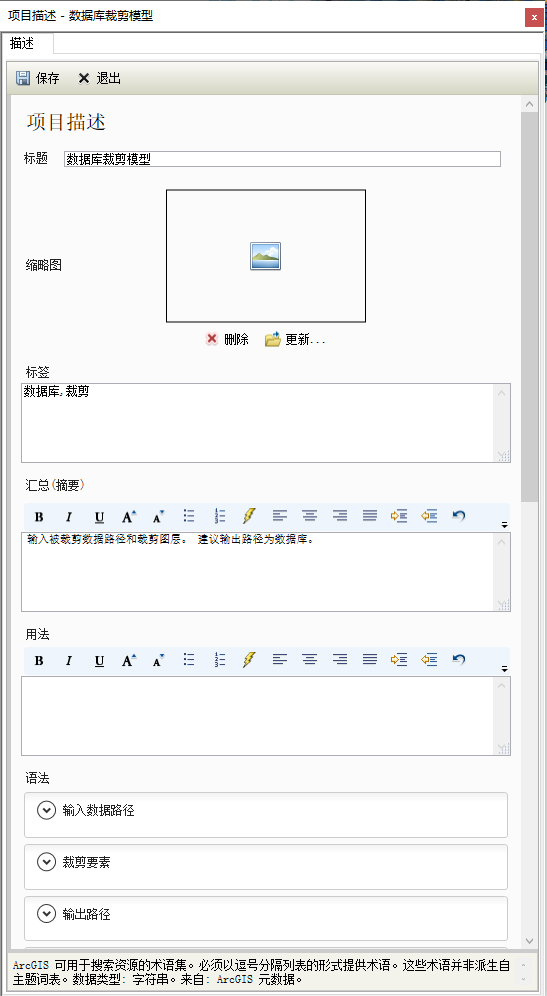 项目描述 - 数据库裁剪模型
x
描述
保存 退出
项目描述
标题 数据库裁剪模型
缩略图
删除 更新...
标签
数据库,裁剪
汇总(摘要)
B I U A A
输入被裁剪数据路径和裁剪图层。 建议输出路径为数据库。
用法
B I U A A
语法
输入数据路径
裁剪要素
输出路径
ArcGIS 可用于搜索资源的术语集。必须以逗号分隔列表的形式提供术语。这些术语并非派生自
主题词表。数据类型: 字符串。来自: ArcGIS 元数据。